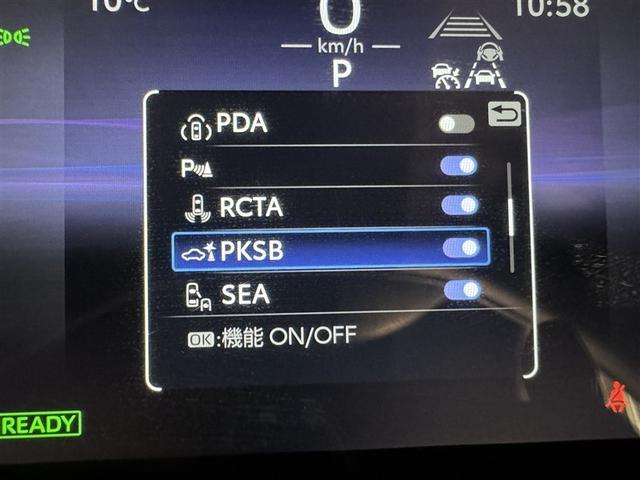 10℃
0
10:58
km/h
P
PDA
P
RCTA
PKSB
SEA
OK:機能 ON/OFF
READY